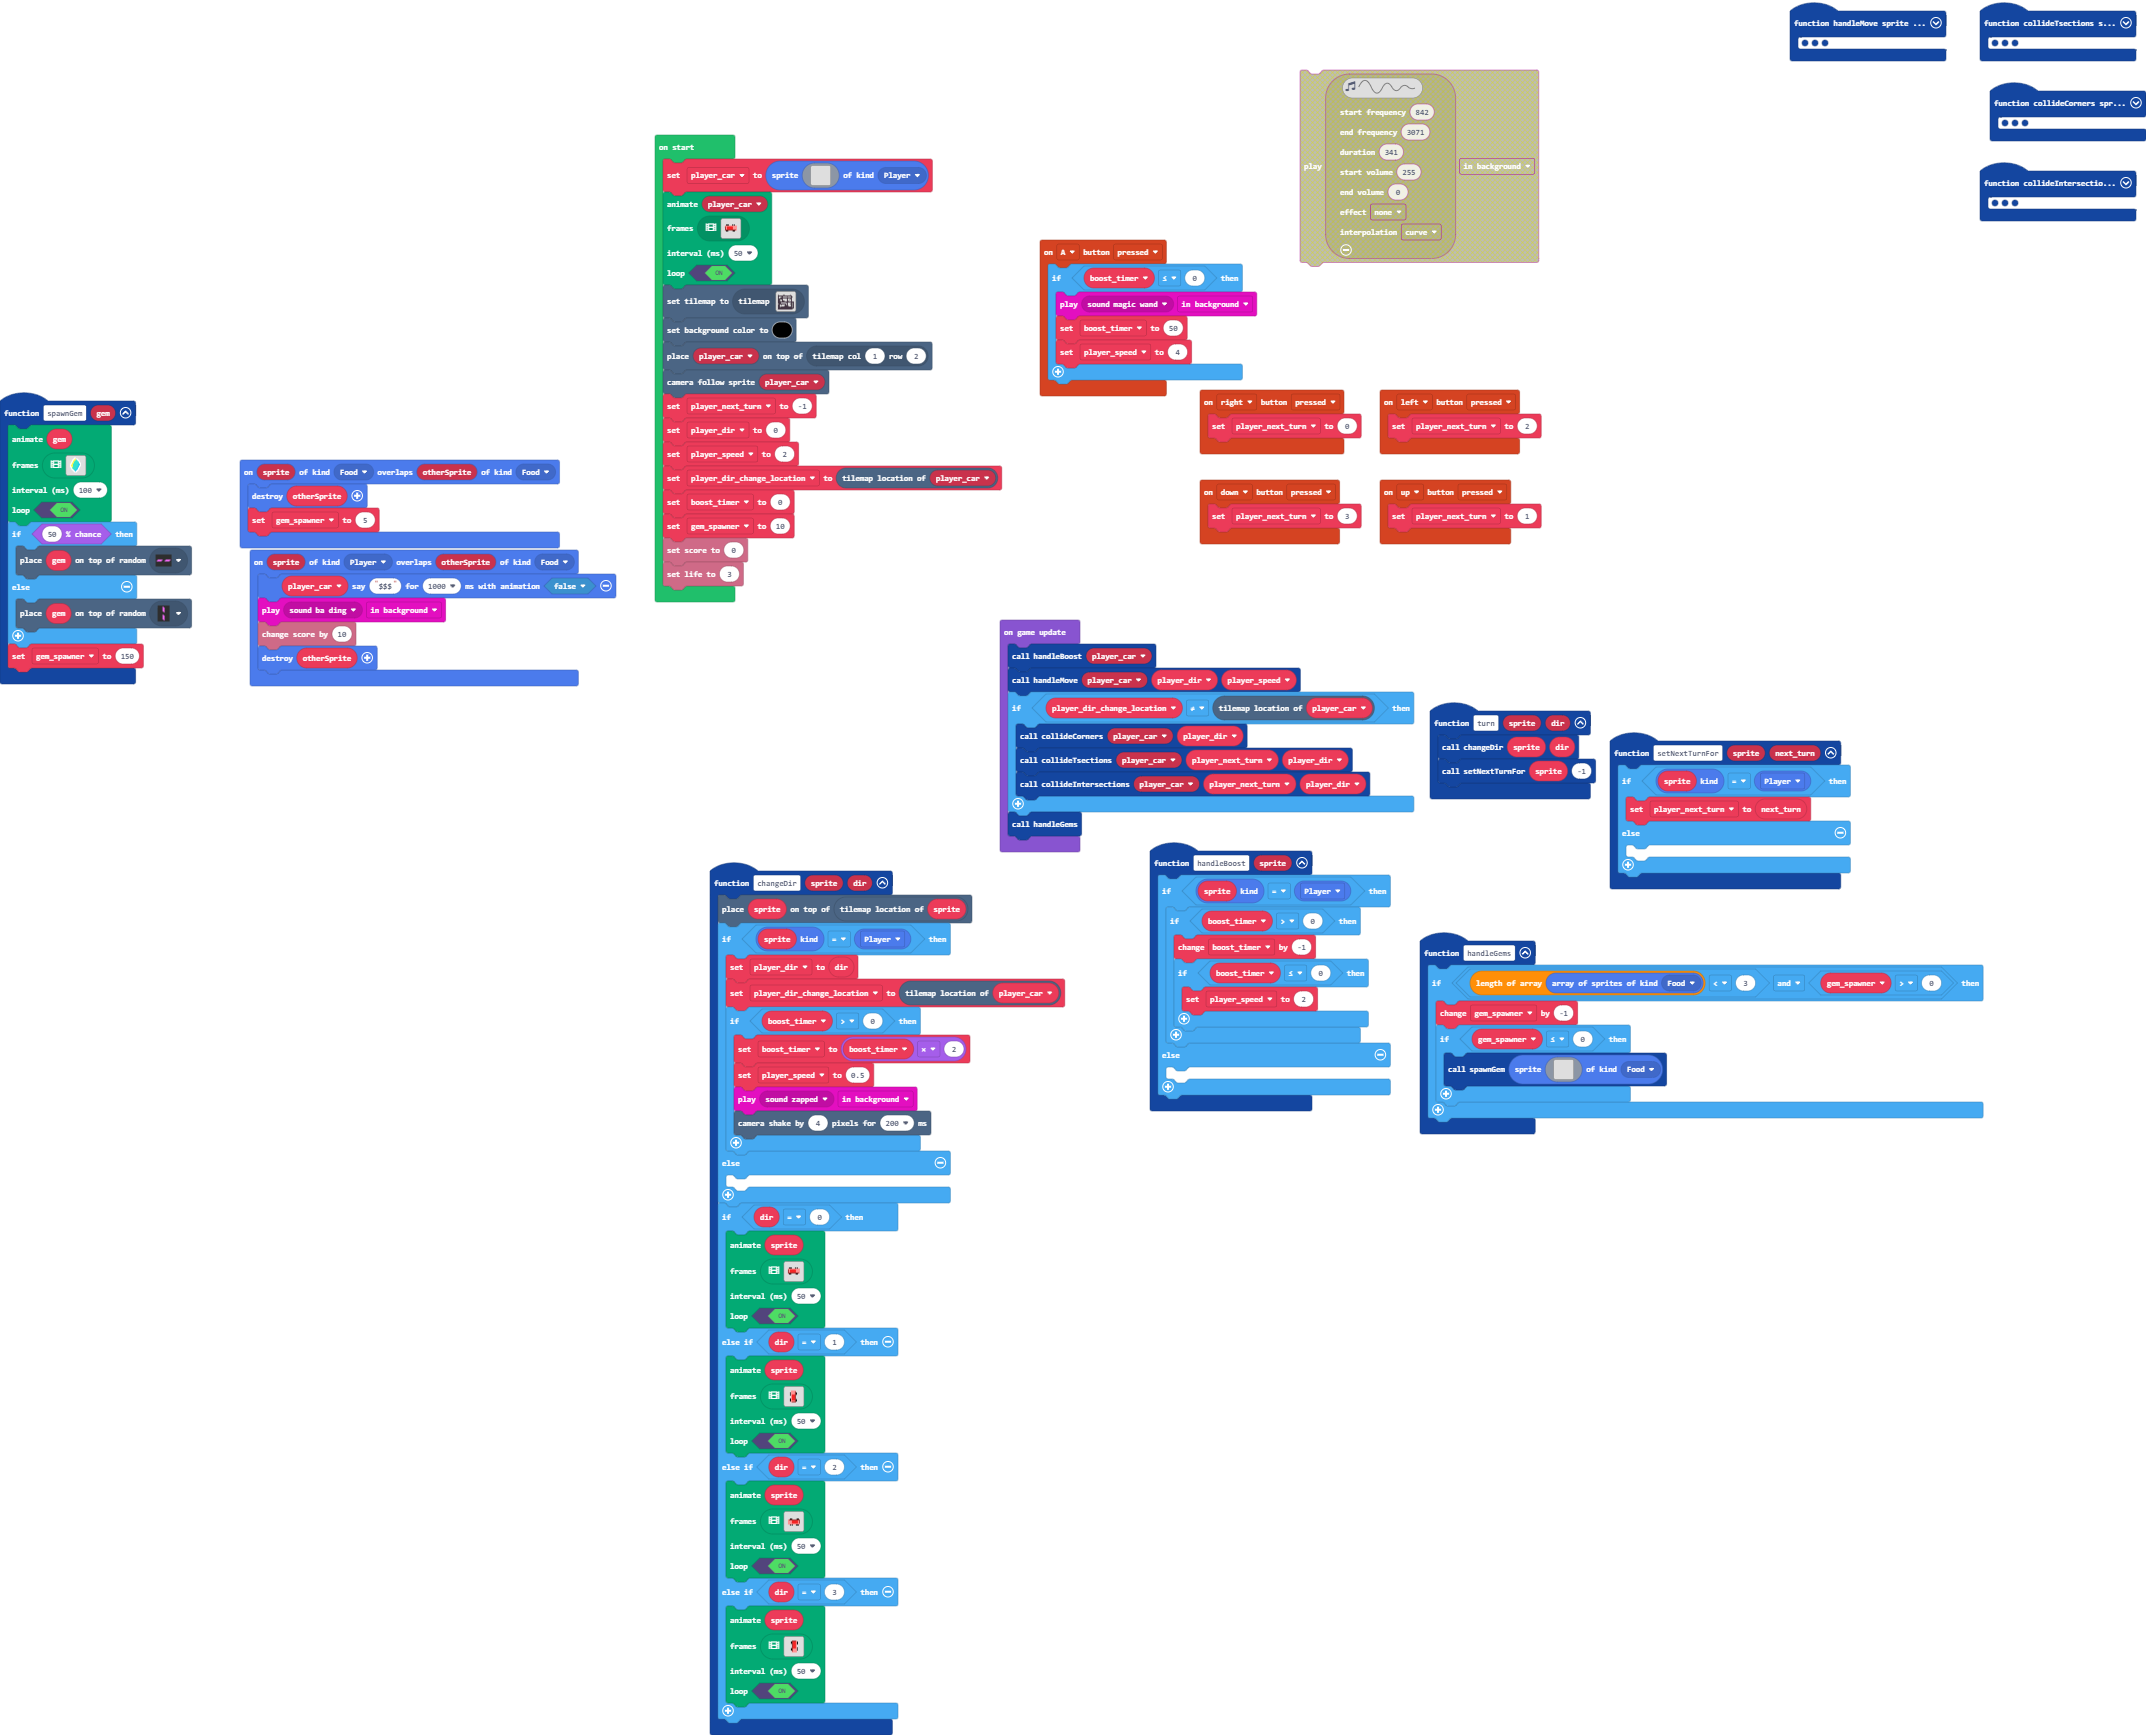 function handleMove sprite ...
function collideTsections s...
function collideCorners spr...
function collideIntersectio...
play
start frequency 842
end frequency 3071
duration 341
start volume 255
end volume 0
effect none
interpolation curve
in background
on start
set player_car to sprite of kind Player
animate player_car
frames
interval (ms) 50
loop ON
set tilemap to tilemap
set background color to
place player_car on top of tilemap col 1 row 2
camera follow sprite player_car
set player_next_turn to -1
set player_dir to 0
set player_speed to 2
set player_dir_change_location to tilemap location of player_car
set boost_timer to 0
set gem_spawner to 10
set score to 0
set life to 3
on A button pressed
if boost_timer ≤ 0 then
play sound magic wand in background
set boost_timer to 50
set player_speed to 4
on right button pressed
set player_next_turn to 0
on left button pressed
set player_next_turn to 2
on down button pressed
set player_next_turn to 3
on up button pressed
set player_next_turn to 1
function spawnGem gem
animate gem
frames
interval (ms) 100
loop ON
if 50 % chance then
place gem on top of random
else
place gem on top of random
set gem_spawner to 150
on sprite of kind Food overlaps otherSprite of kind Food
destroy otherSprite
set gem_spawner to 5
on sprite of kind Player overlaps otherSprite of kind Food
player_car say "$$$" for 1000 ms with animation false
play sound ba ding in background
change score by 10
destroy otherSprite
on game update
call handleBoost player_car
call handleMove player_car player_dir player_speed
if player_dir_change_location ≠ tilemap location of player_car then
call collideCorners player_car player_dir
call collideTsections player_car player_next_turn player_dir
call collideIntersections player_car player_next_turn player_dir
call handleGems
function turn sprite dir
call changeDir sprite dir
call setNextTurnFor sprite -1
function setNextTurnFor sprite next_turn
if sprite kind = Player then
set player_next_turn to next_turn
else
function changeDir sprite dir
place sprite on top of tilemap location of sprite
if sprite kind = Player then
set player_dir to dir
set player_dir_change_location to tilemap location of player_car
if boost_timer > 0 then
set boost_timer to boost_timer × 2
set player_speed to 0.5
play sound zapped in background
camera shake by 4 pixels for 200 ms
else
if dir = 0 then
animate sprite
frames
interval (ms) 50
loop ON
else if dir = 1 then
animate sprite
frames
interval (ms) 50
loop ON
else if dir = 2 then
animate sprite
frames
interval (ms) 50
loop ON
else if dir = 3 then
animate sprite
frames
interval (ms) 50
loop ON
function handleBoost sprite
if sprite kind = Player then
if boost_timer > 0 then
change boost_timer by -1
if boost_timer ≤ 0 then
set player_speed to 2
else
function handleGems
if length of array array of sprites of kind Food < 3 and gem_spawner > 0 then
change gem_spawner by -1
if gem_spawner ≤ 0 then
call spawnGem sprite of kind Food